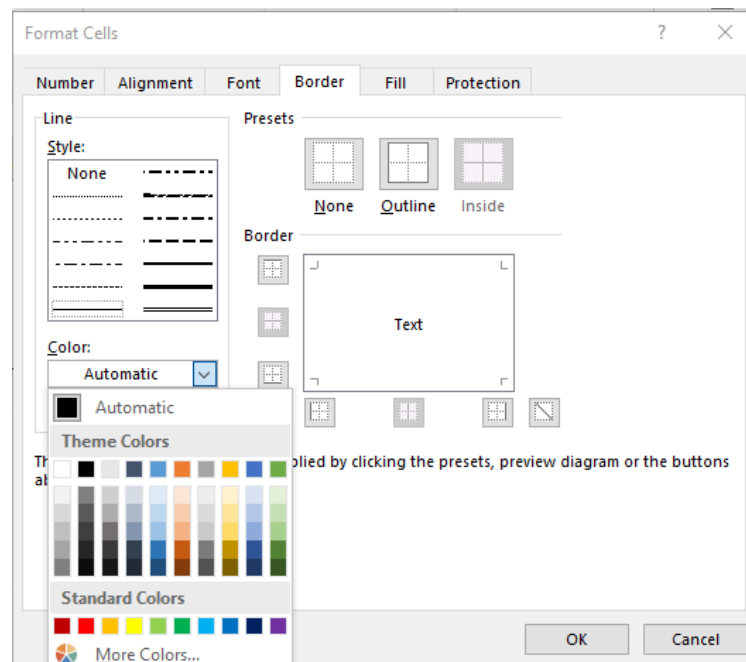 Format Cells
?
Number Alignment Font Border Fill Protection
Line
Style:
None
Presets
None Outline Inside
Border
Text
Color:
Automatic
Automatic
Theme Colors
plied by clicking the presets, preview diagram or the buttons
Standard Colors
More Colors...
OK Cancel